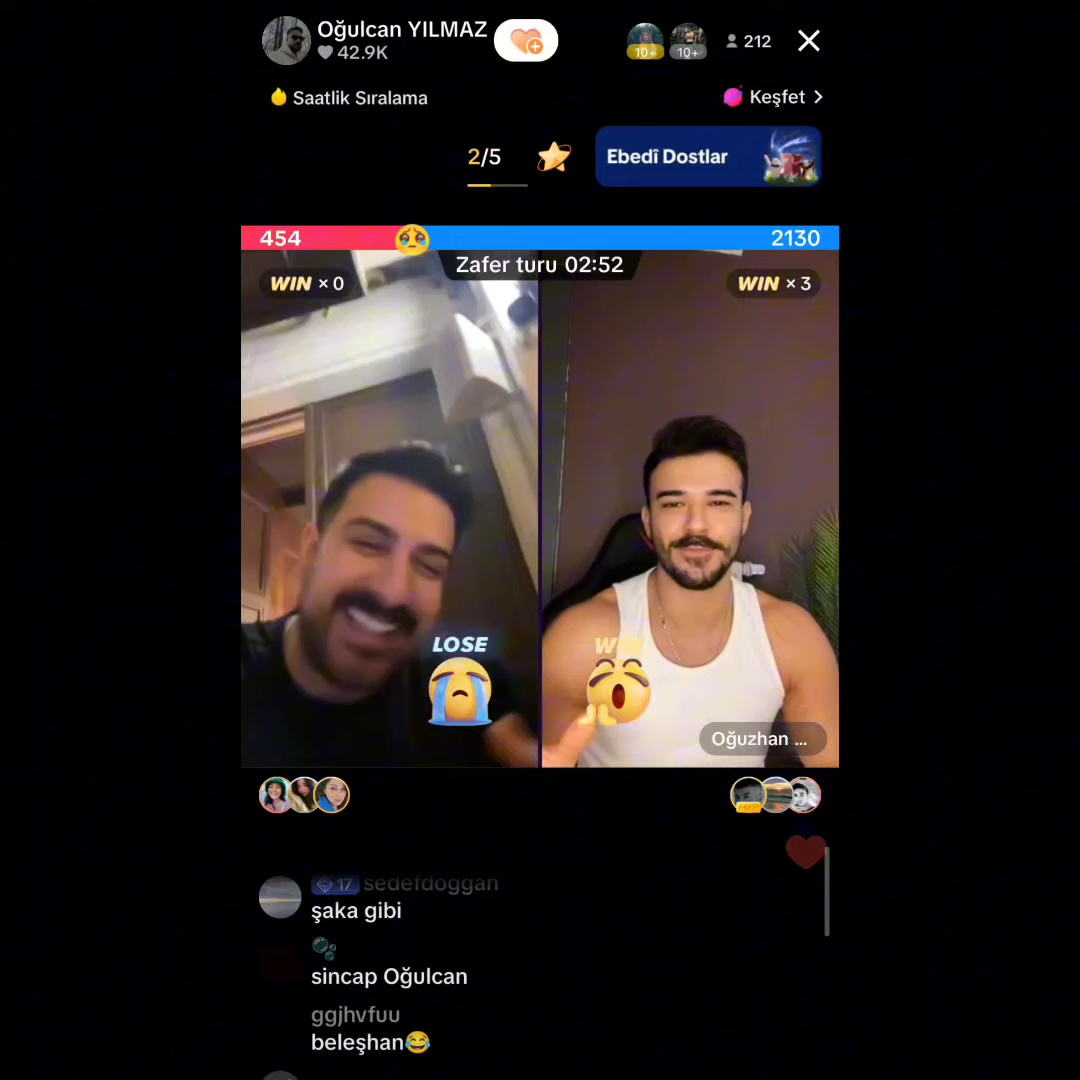 Oğulcan YILMAZ
42.9K
10+
10+
212
Saatlik Sıralama
Keşfet
2/5
Ebedî Dostlar
454
2130
Zafer turu 02:52
WIN × 0
WIN × 3
LOSE
WIN
Oğuzhan ...
17 sedefdoggan
şaka gibi
sincap Oğulcan
ggjhvfuu
beleşhan😂